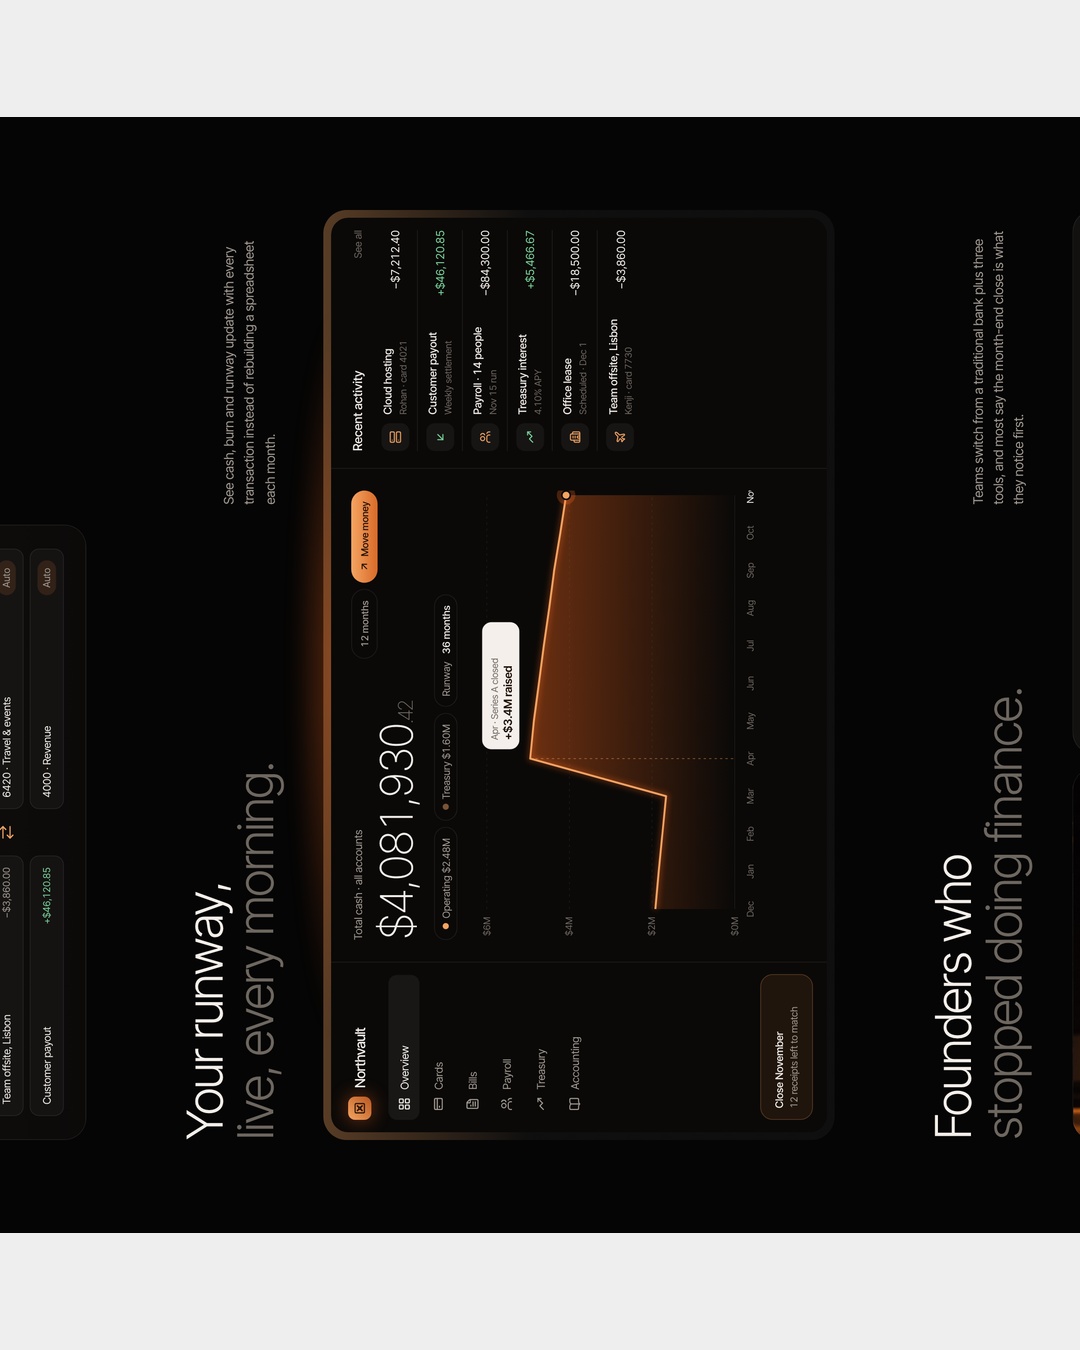 Team offsite, Lisbon
−$3,860.00
6420 · Travel & events
Auto
Customer payout
+$46,120.85
4000 · Revenue
Auto
Your runway,
live, every morning.
See cash, burn and runway update with every
transaction instead of rebuilding a spreadsheet
each month.
Northvault
Overview
Cards
Bills
Payroll
Treasury
Accounting
Close November
12 receipts left to match
Total cash · all accounts
$4,081,930.42
12 months
Move money
Operating $2.48M
Treasury $1.60M
Runway 36 months
$6M
$4M
$2M
$0M
Apr · Series A closed
+$3.4M raised
Dec
Jan
Feb
Mar
Apr
May
Jun
Jul
Aug
Sep
Oct
No
Recent activity
See all
Cloud hosting
Rohan · card 4021
−$7,212.40
Customer payout
Weekly settlement
+$46,120.85
Payroll · 14 people
Nov 15 run
−$84,300.00
Treasury interest
4.10% APY
+$5,466.67
Office lease
Scheduled · Dec 1
−$18,500.00
Team offsite, Lisbon
Kenji · card 7730
−$3,860.00
Founders who
stopped doing finance.
Teams switch from a traditional bank plus three
tools, and most say the month-end close is what
they notice first.